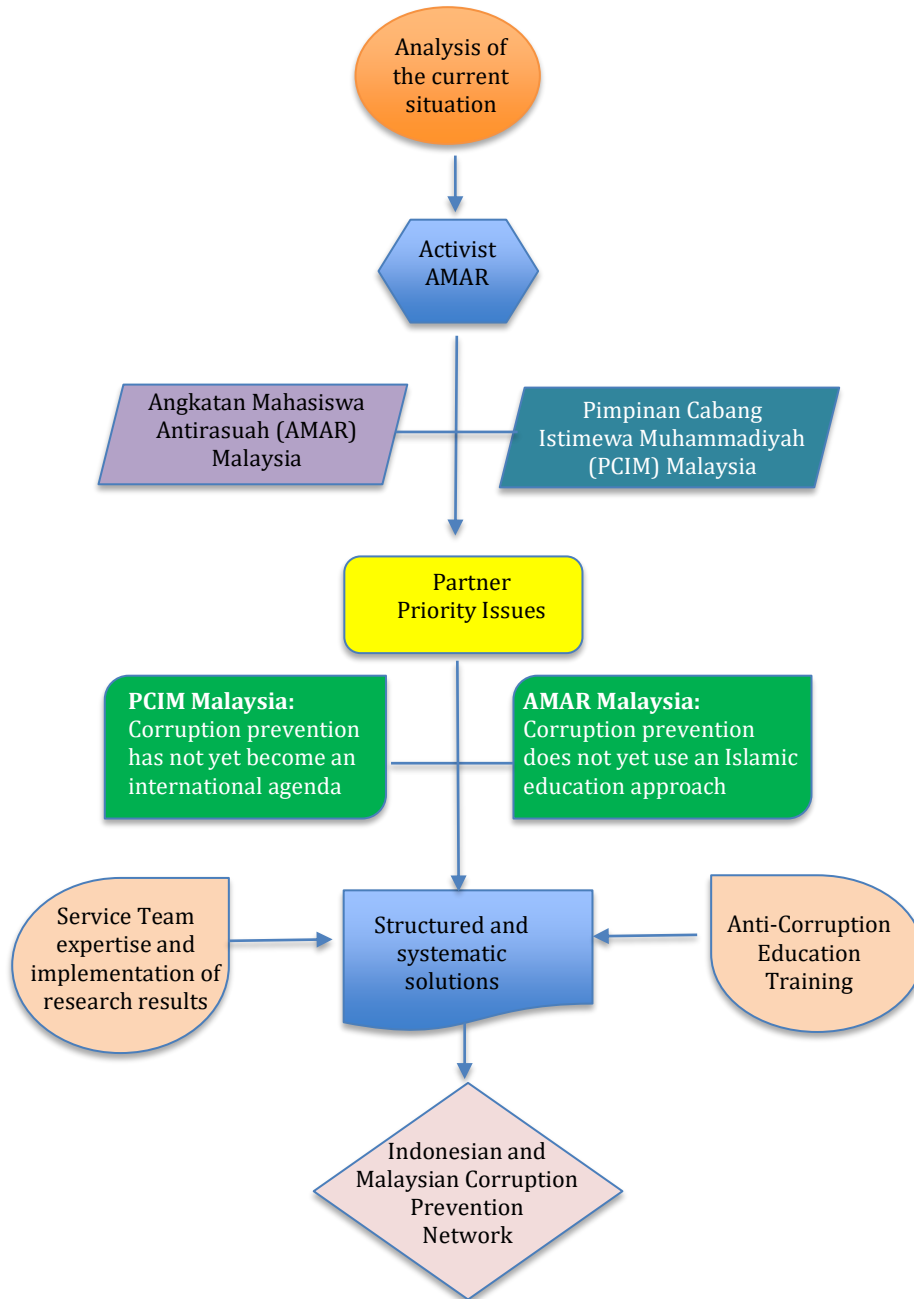 Analysis of
the current
situation
Activist
AMAR
Angkatan Mahasiswa
Antirasuah (AMAR)
Malaysia
Pimpinan Cabang
Istimewa Muhammadiyah
(PCIM) Malaysia
Partner
Priority Issues
PCIM Malaysia:
Corruption prevention
has not yet become an
international agenda
AMAR Malaysia:
Corruption prevention
does not yet use an Islamic
education approach
Service Team
expertise and
implementation of
research results
Structured and
systematic
solutions
Anti-Corruption
Education
Training
Indonesian and
Malaysian Corruption
Prevention
Network